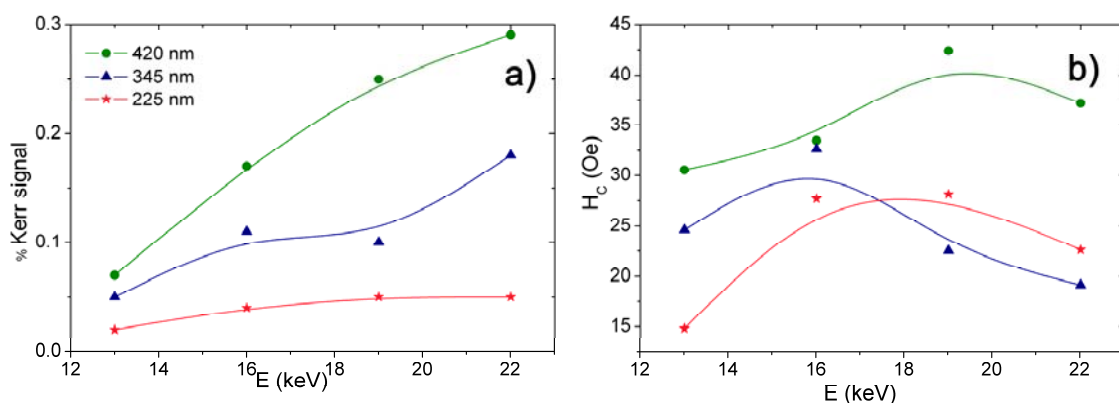 0.3
0.2
0.1
0.0
% Kerr signal
420 nm
345 nm
225 nm
a)
12 14 16 18 20 22
E (keV)
45
40
35
30
25
20
15
H_C (Oe)
b)
12 14 16 18 20 22
E (keV)